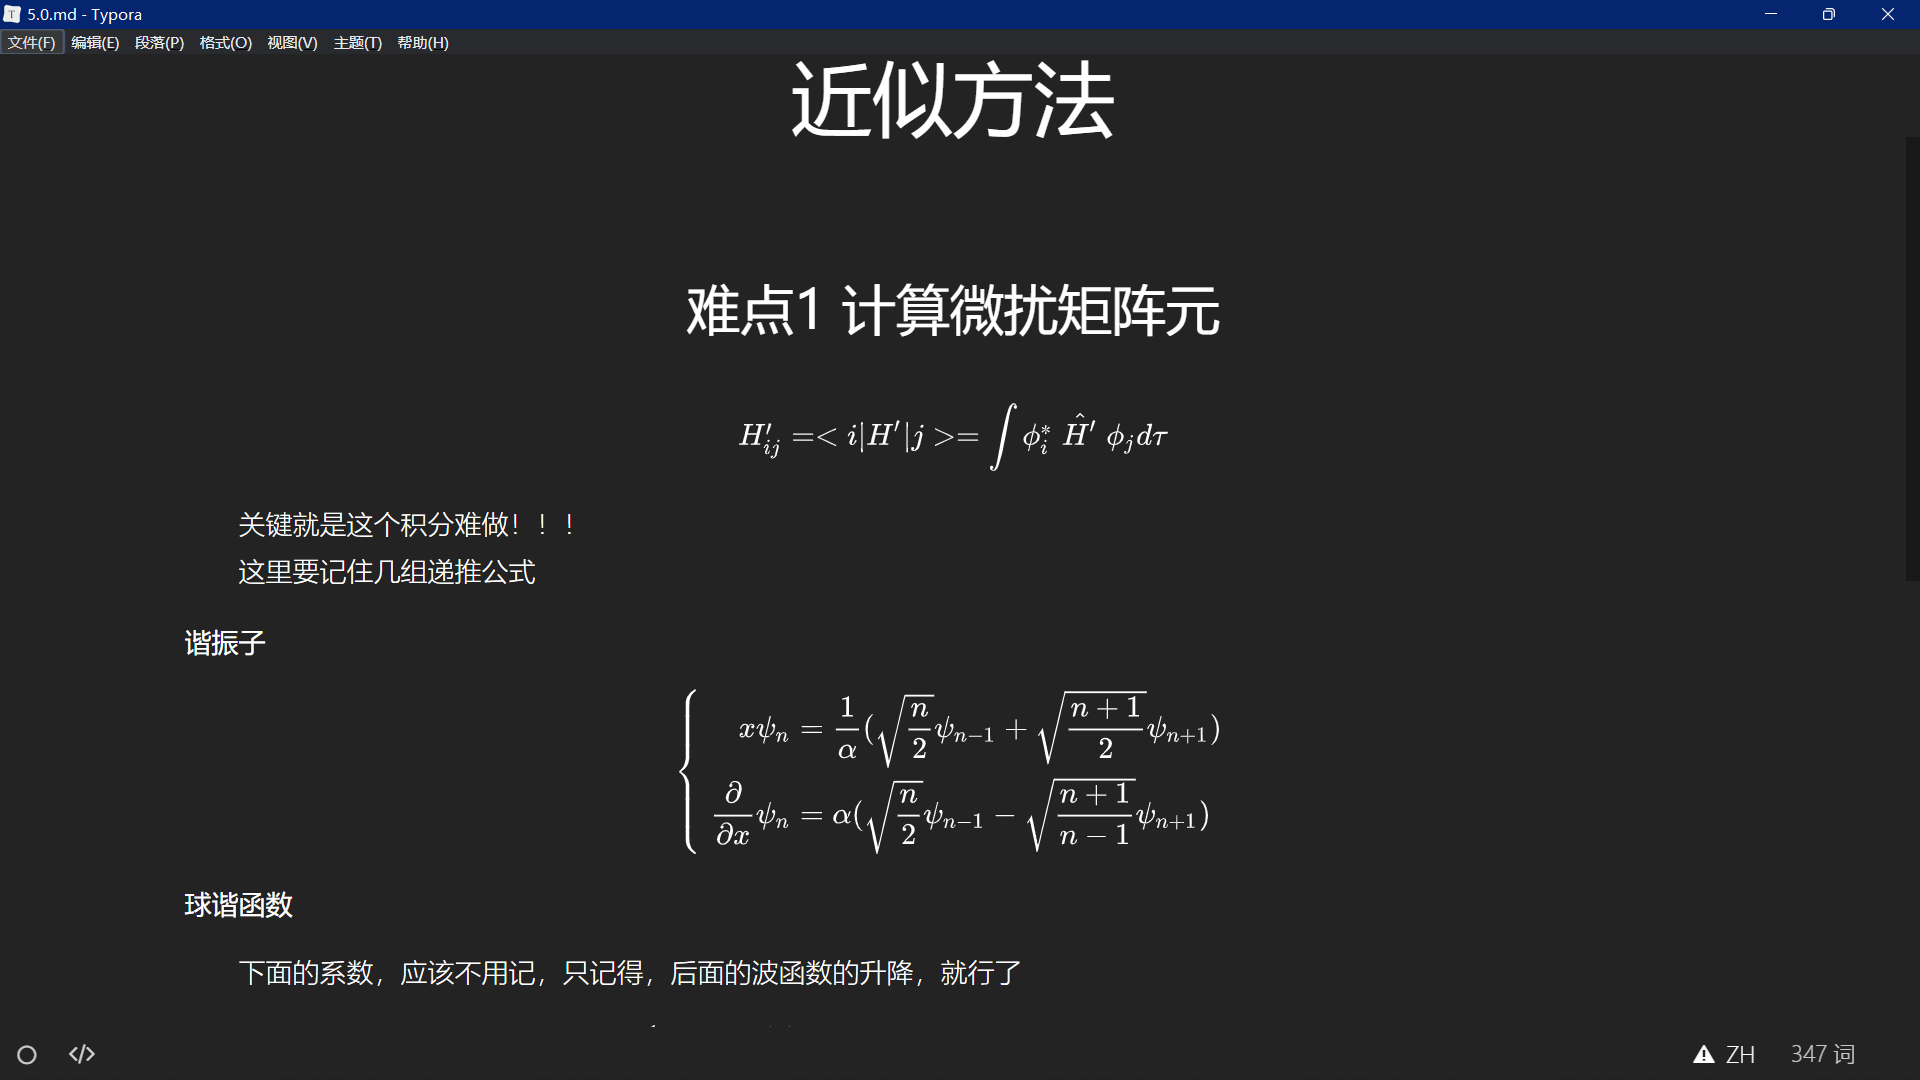 5.0.md - Typora
文件(F) 编辑(E) 段落(P) 格式(O) 视图(V) 主题(T) 帮助(H)
近似方法
难点1 计算微扰矩阵元
$H'_{ij} =< i|H'|j >= \int \phi_i^* \hat{H}' \phi_j d\tau$
关键就是这个积分难做！！！
这里要记住几组递推公式
谐振子
$x\psi_n = \frac{1}{\alpha}(\sqrt{\frac{n}{2}}\psi_{n-1} + \sqrt{\frac{n+1}{2}}\psi_{n+1})$
$\frac{\partial}{\partial x}\psi_n = \alpha(\sqrt{\frac{n}{2}}\psi_{n-1} - \sqrt{\frac{n+1}{n-1}}\psi_{n+1})$
球谐函数
下面的系数，应该不用记，只记得，后面的波函数的升降，就行了
</> ZH 347 词